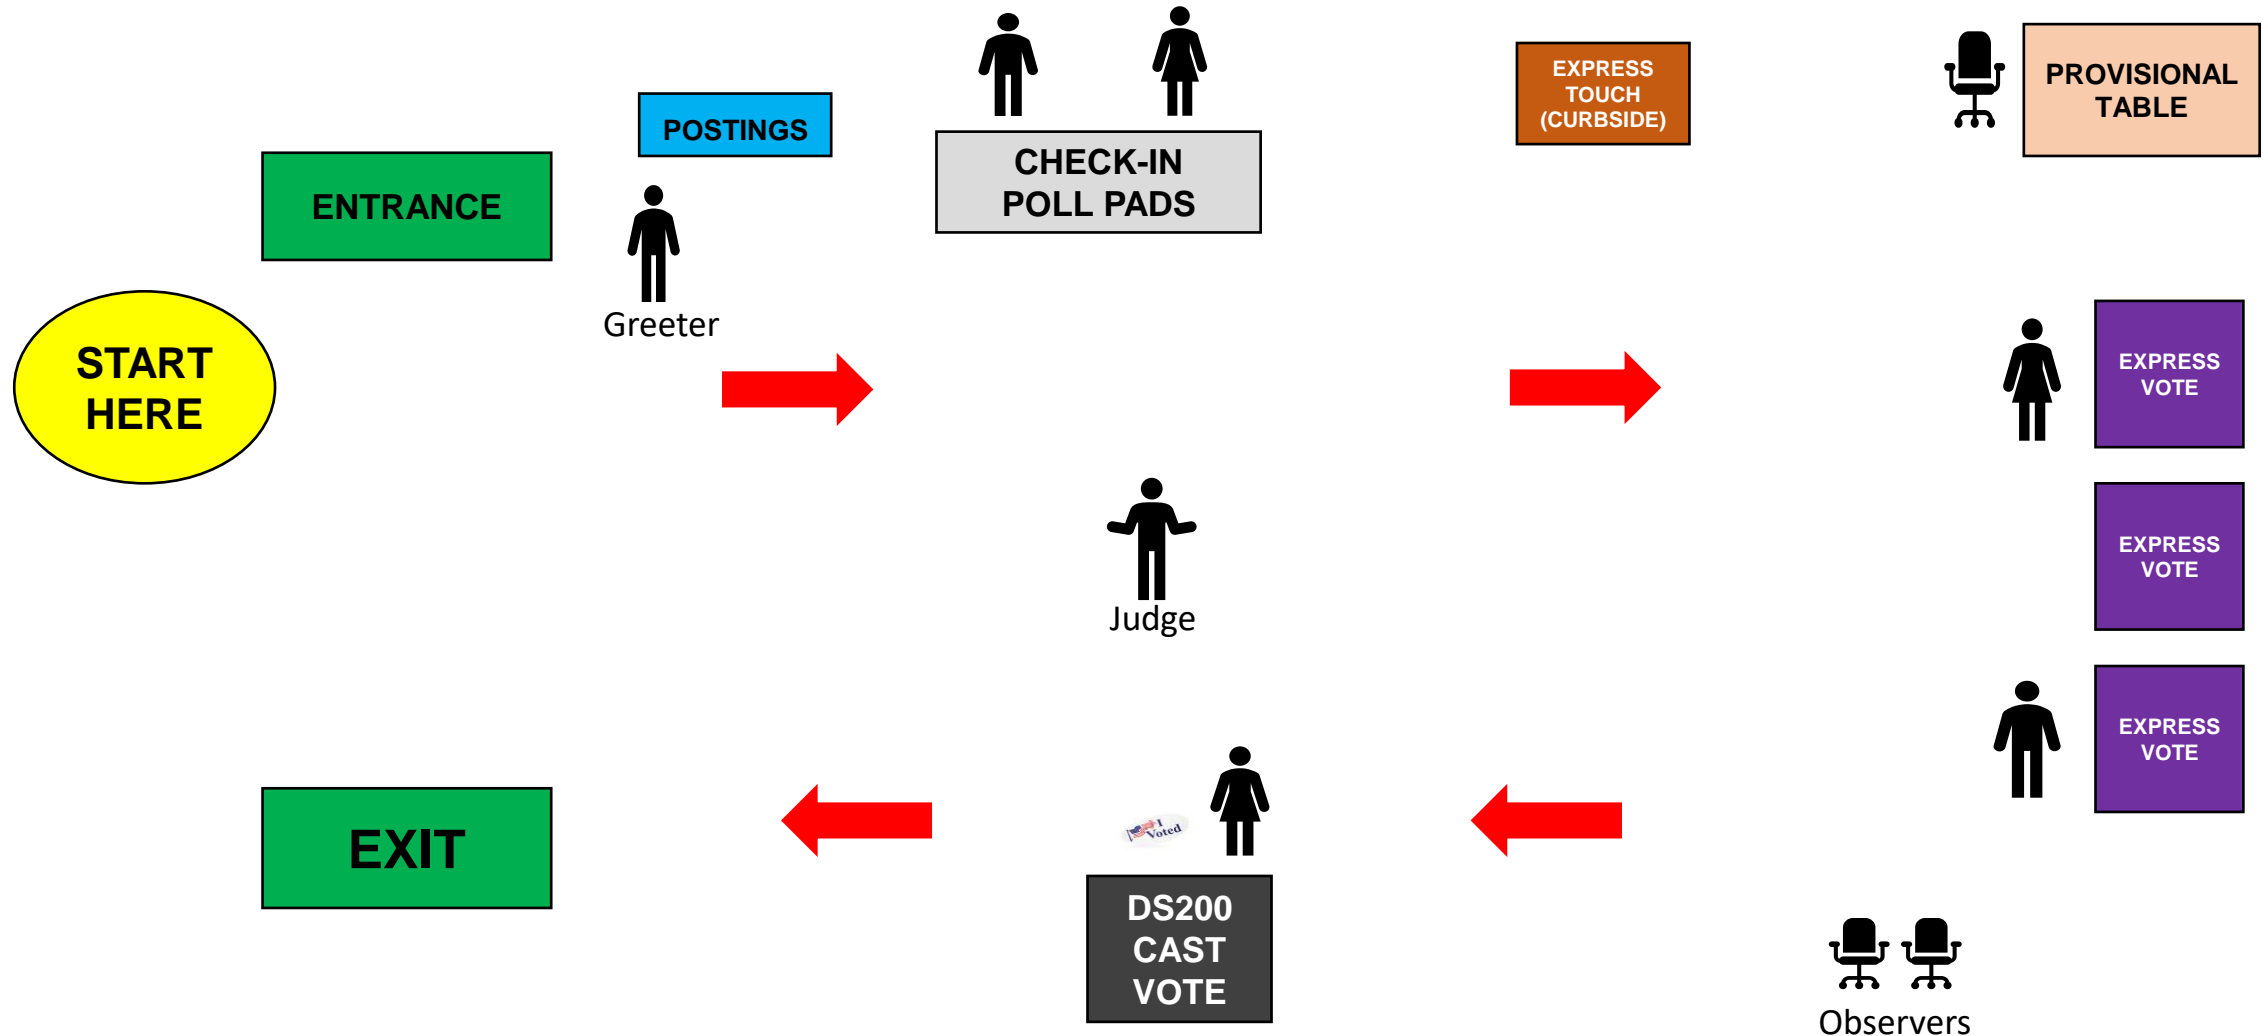 EXPRESS
TOUCH
(CURBSIDE)
PROVISIONAL
TABLE
POSTINGS
CHECK-IN
POLL PADS
ENTRANCE
Greeter
START
HERE
EXPRESS
VOTE
EXPRESS
VOTE
Judge
EXPRESS
VOTE
I
Voted
EXIT
DS200
CAST
VOTE
Observers